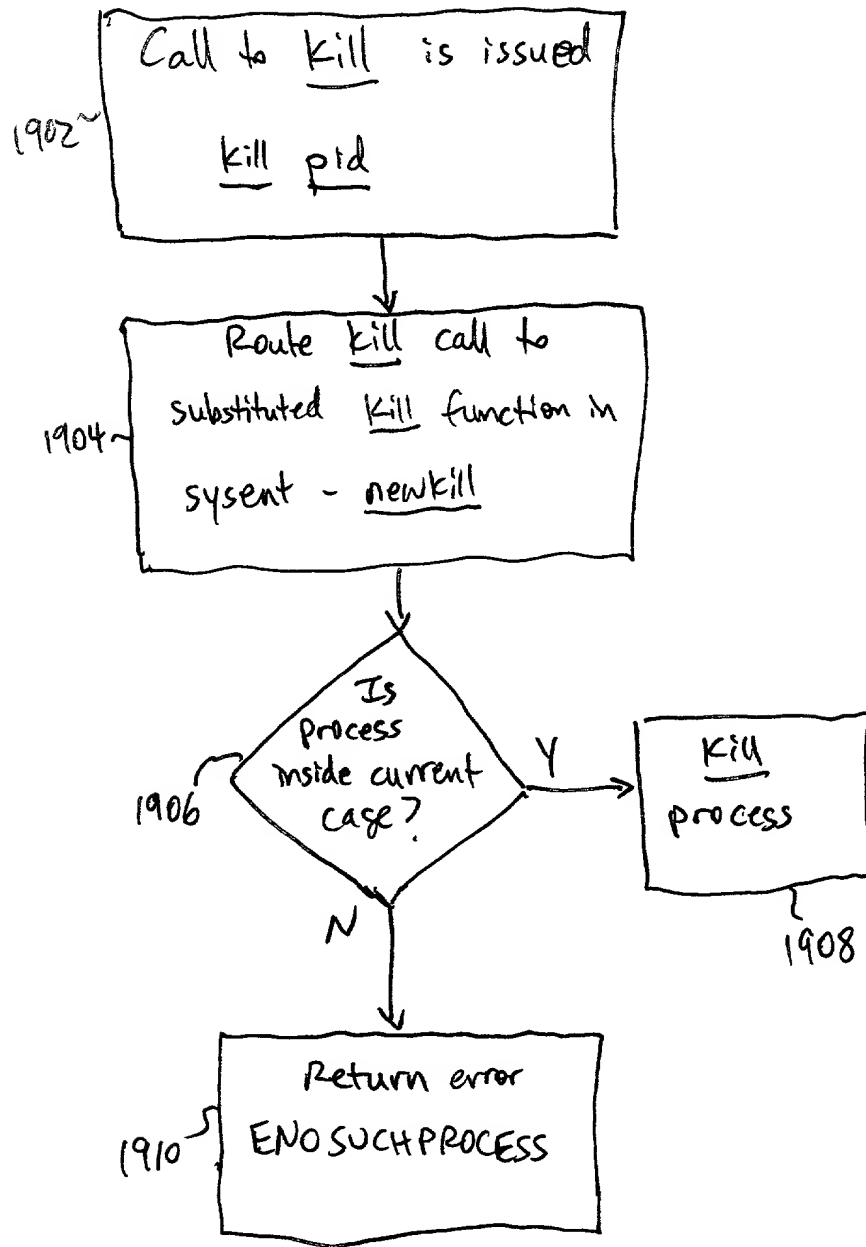 Call to kill is issued
kill pid
1902
Route kill call to
substituted kill function in
sysent - newkill
1904
Is
process
inside current
case?
1906
Y
kill
process
1908
N
Return error
ENOSUCHPROCESS
1910